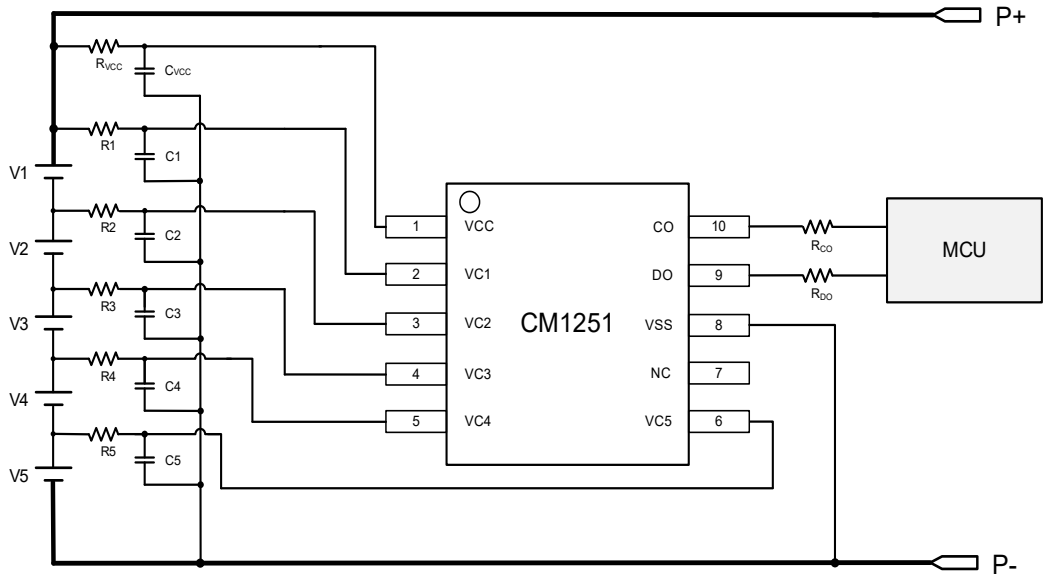 P+
RVCC
CVCC
R1
C1
V1
R2
C2
V2
R3
C3
V3
R4
C4
V4
R5
C5
V5
1 VCC
2 VC1
3 VC2
4 VC3
5 VC4
CM1251
CO 10
DO 9
VSS 8
NC 7
VC5 6
RCO
RDO
MCU
P-